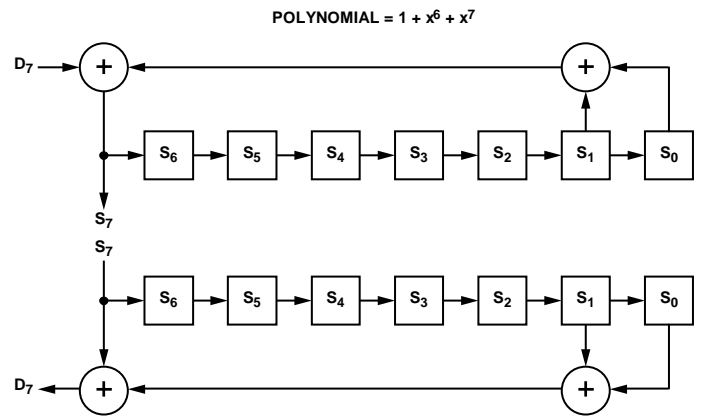 POLYNOMIAL = 1 + x⁶ + x⁷
D₇ + +
S₆ S₅ S₄ S₃ S₂ S₁ S₀
S₇
S₇
S₆ S₅ S₄ S₃ S₂ S₁ S₀
D₇ + +